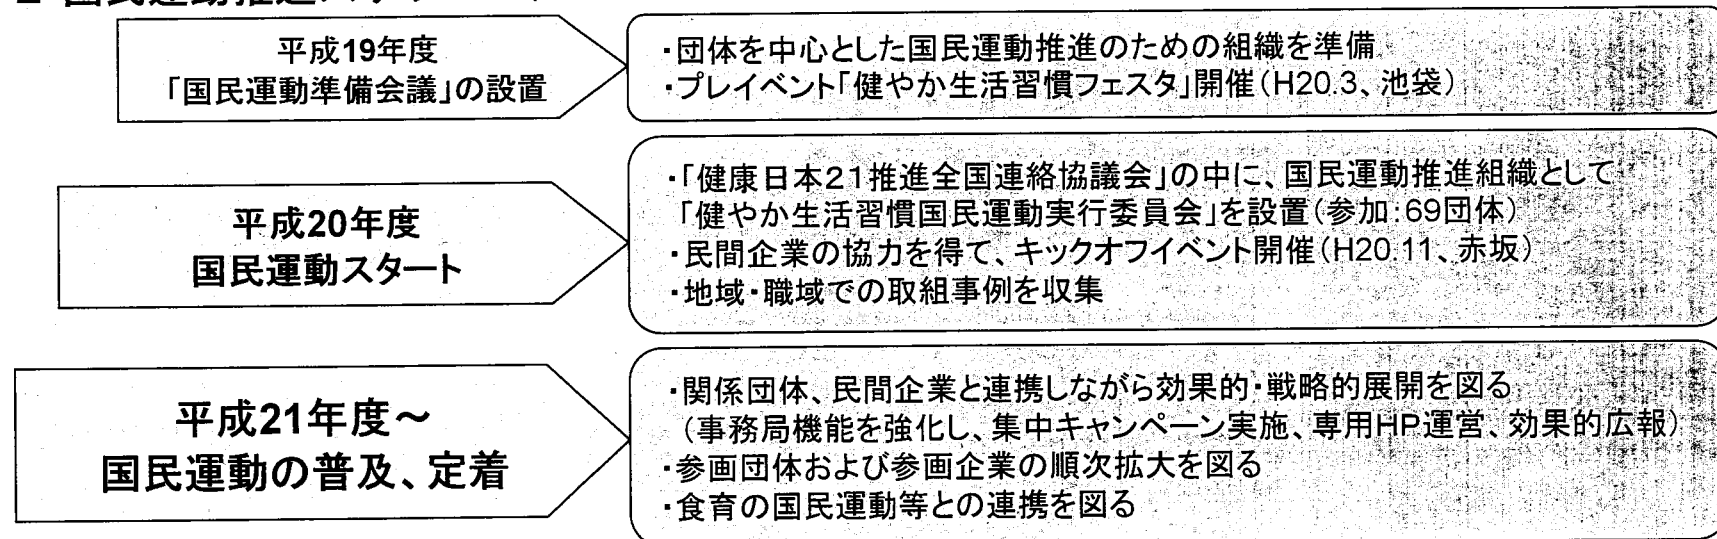 平成19年度
「国民運動準備会議」の設置
・団体を中心とした国民運動推進のための組織を準備
・プレイベント「健やか生活習慣フェスタ」開催(H20.3、池袋)
平成20年度
国民運動スタート
・「健康日本21推進全国連絡協議会」の中に、国民運動推進組織として
「健やか生活習慣国民運動実行委員会」を設置(参加:69団体)
・民間企業の協力を得て、キックオフイベント開催(H20.11、赤坂)
・地域・職域での取組事例を収集
平成21年度～
国民運動の普及、定着
・関係団体、民間企業と連携しながら効果的・戦略的展開を図る
(事務局機能を強化し、集中キャンペーン実施、専用HP運営、効果的広報)
・参画団体および参画企業の順次拡大を図る
・食育の国民運動等との連携を図る